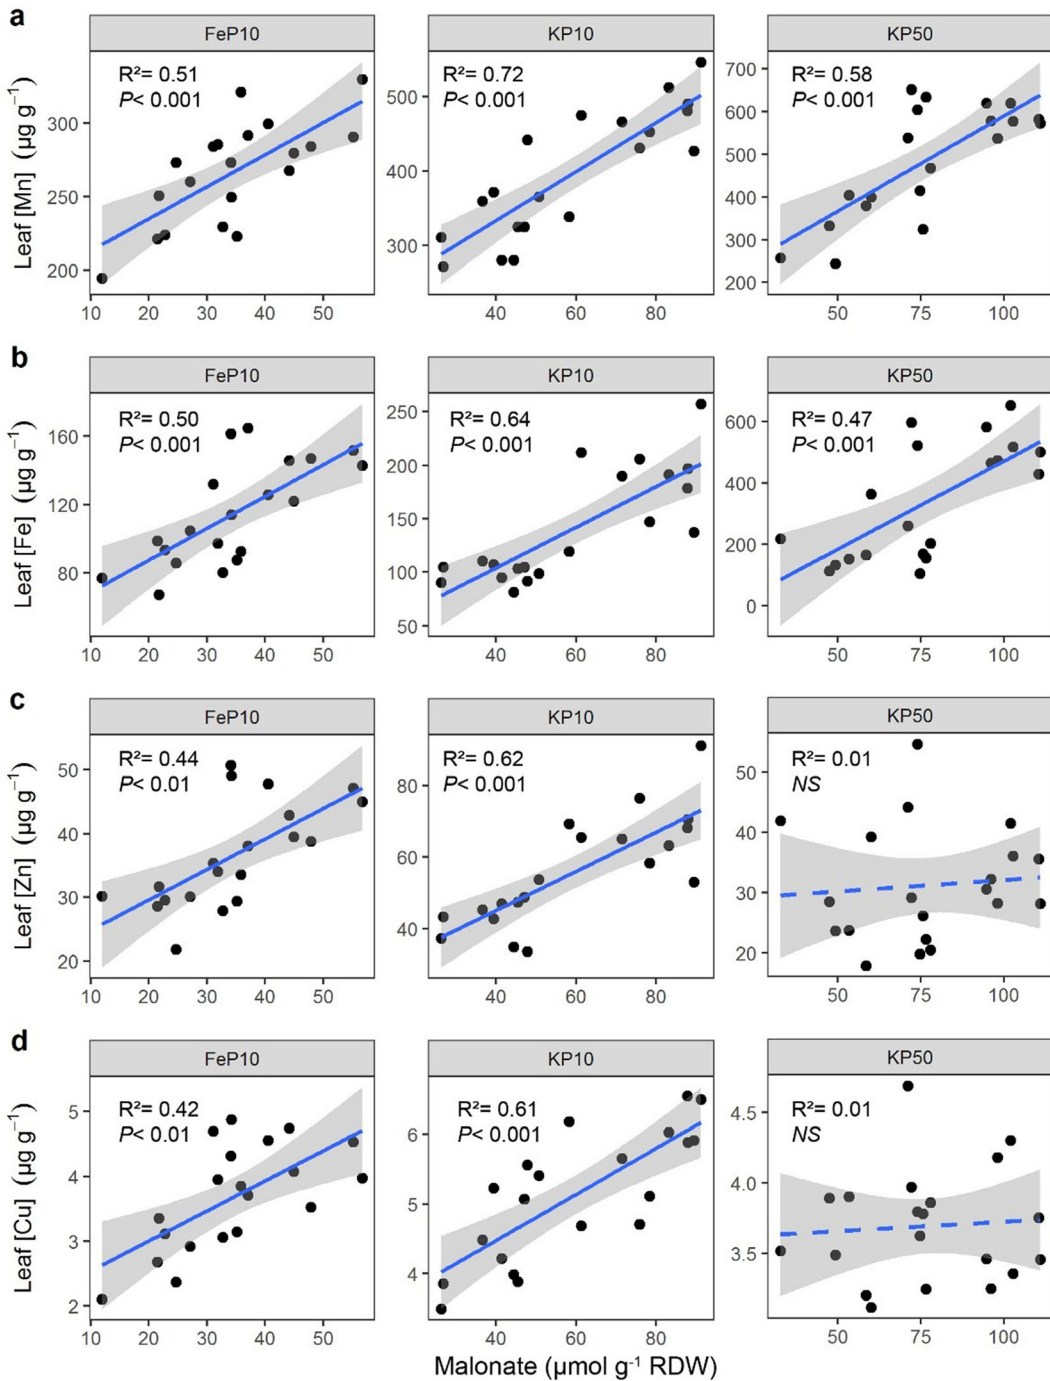 a
FeP10
KP10
KP50
R²= 0.51
P< 0.001
R²= 0.72
P< 0.001
R²= 0.58
P< 0.001
Leaf [Mn] (µg g⁻¹)
300
250
200
500
400
300
700
600
500
400
300
200
10 20 30 40 50
40 60 80
50 75 100
b
FeP10
KP10
KP50
R²= 0.50
P< 0.001
R²= 0.64
P< 0.001
R²= 0.47
P< 0.001
Leaf [Fe] (µg g⁻¹)
160
120
80
250
200
150
100
50
600
400
200
0
10 20 30 40 50
40 60 80
50 75 100
c
FeP10
KP10
KP50
R²= 0.44
P< 0.01
R²= 0.62
P< 0.001
R²= 0.01
NS
Leaf [Zn] (µg g⁻¹)
50
40
30
20
80
60
40
50
40
30
20
10 20 30 40 50
40 60 80
50 75 100
d
FeP10
KP10
KP50
R²= 0.42
P< 0.01
R²= 0.61
P< 0.001
R²= 0.01
NS
Leaf [Cu] (µg g⁻¹)
5
4
3
2
6
5
4
4.5
4.0
3.5
10 20 30 40 50
40 60 80
50 75 100
Malonate (µmol g⁻¹ RDW)